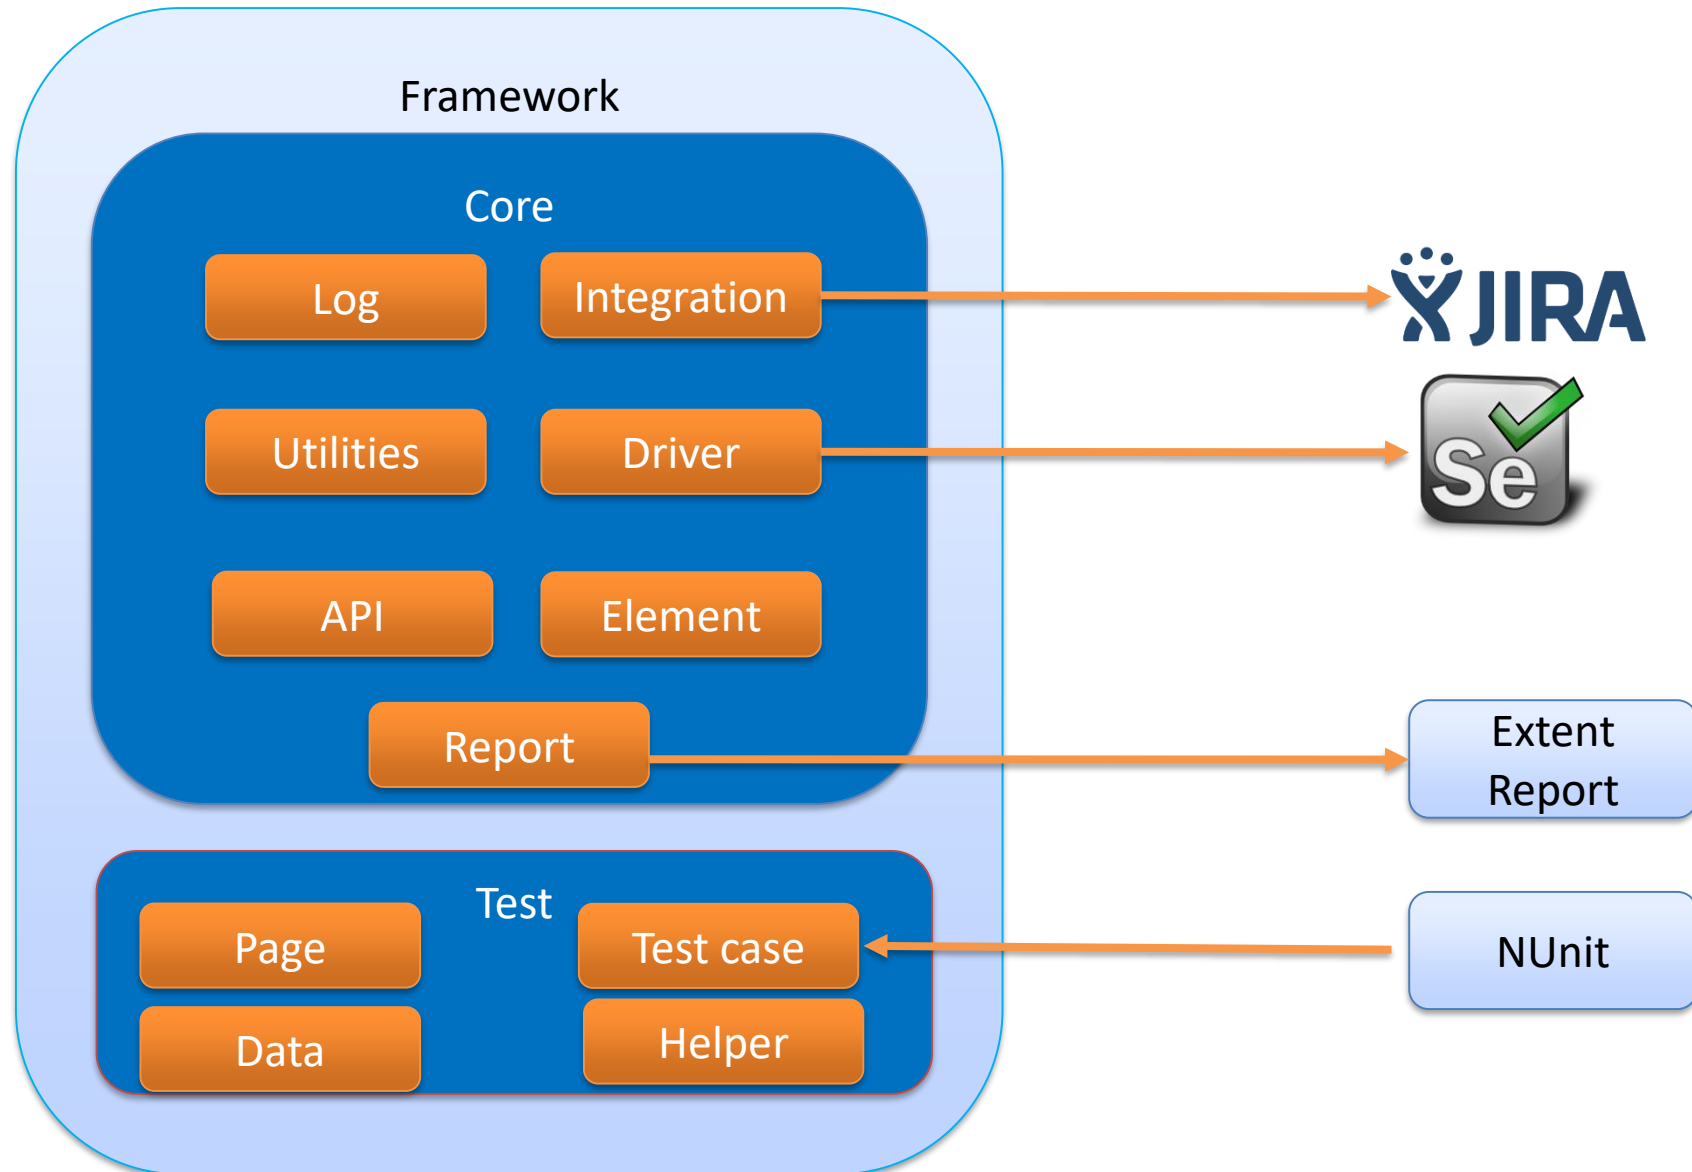 Framework
Core
Log
Integration
JIRA
Utilities
Driver
Se
API
Element
Report
Extent
Report
Test
Page
Test case
NUnit
Data
Helper